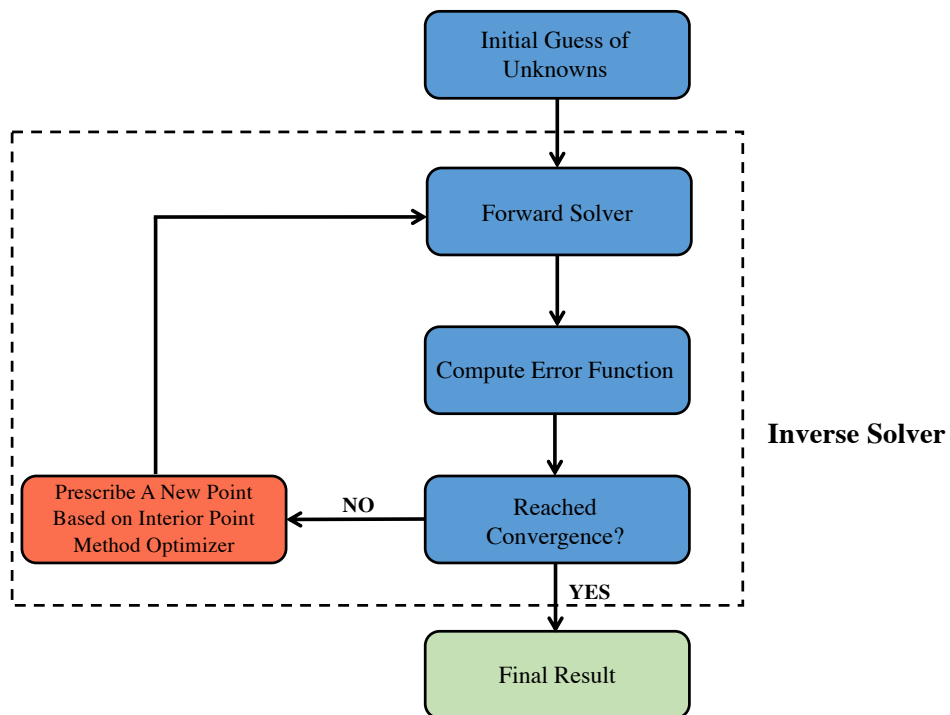 Initial Guess of
Unknowns
Forward Solver
Compute Error Function
Inverse Solver
Reached
Convergence?
NO
Prescribe A New Point
Based on Interior Point
Method Optimizer
YES
Final Result